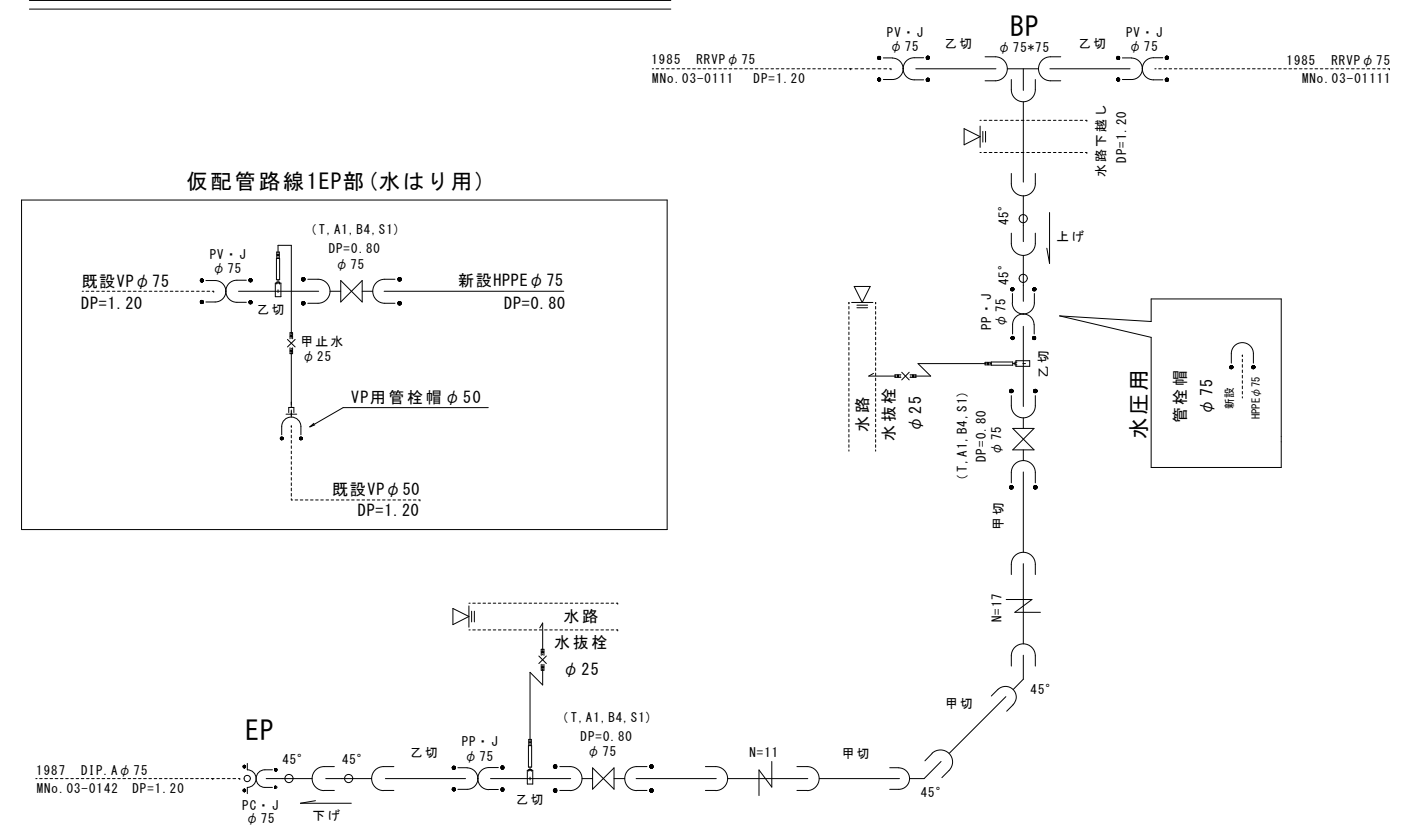 BP
PV・J
φ75
乙切
φ75*75
乙切
PV・J
φ75
1985 RRVPφ75
MNo.03-0111 DP=1.20
1985 RRVPφ75
MNo.03-01111
水路下越し
DP=1.20
45°
上げ
45°
PP・J
φ75
乙切
水路
水抜栓
φ25
(T,A1,B4,S1)
DP=0.80
φ75
水圧用
管栓帽
φ75
新設
HPPEφ75
甲切
N=17
45°
甲切
45°
仮配管路線1EP部(水はり用)
(T,A1,B4,S1)
DP=0.80
φ75
PV・J
φ75
既設VPφ75
DP=1.20
乙切
新設HPPEφ75
DP=0.80
甲止水
φ25
VP用管栓帽φ50
既設VPφ50
DP=1.20
水路
水抜栓
φ25
EP
(T,A1,B4,S1)
DP=0.80
φ75
PP・J
φ75
乙切
45°
45°
N=11
甲切
乙切
1987 DIP.Aφ75
MNo.03-0142 DP=1.20
PC・J
φ75
下げ